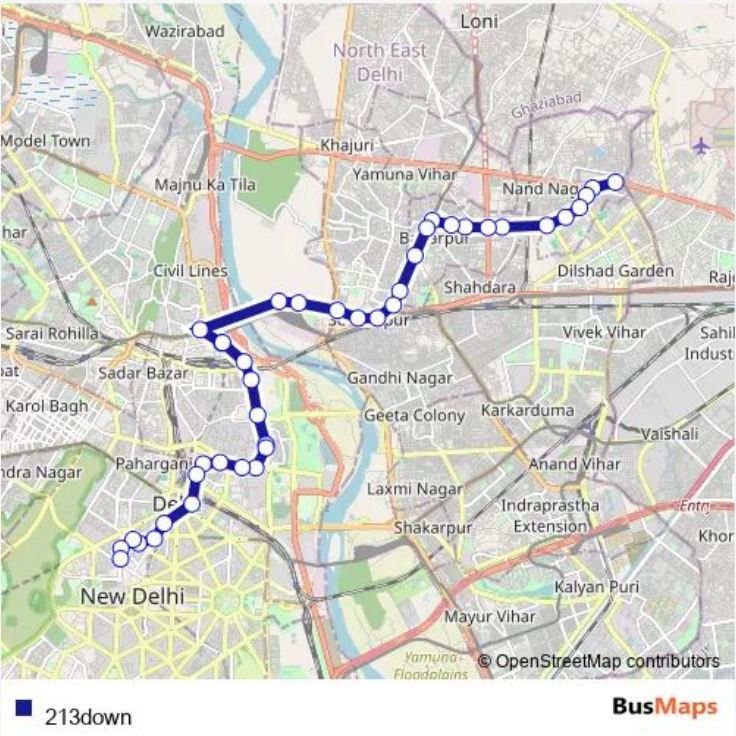 Loni
Wazirabad
North East
Delhi
Ghaziabad
Model Town
Khajuri
Majnu Ka Tila
Yamuna Vihar
Nand Nag
har
Civil Lines
Shahdara
Dilshad Garden
Raj
Sarai Rohilla
Vivek Vihar
Sahil
Indust
Sadar Bazar
Gandhi Nagar
Karol Bagh
Geeta Colony
Karkarduma
Vaishali
Paharganj
ndra Nagar
Anand Vihar
Laxmi Nagar
Indraprastha
Extension
Entry
Shakarpur
Khor
New Delhi
Kalyan Puri
Mayur Vihar
Yamuna
Floodplains
© OpenStreetMap contributors
213down
BusMaps